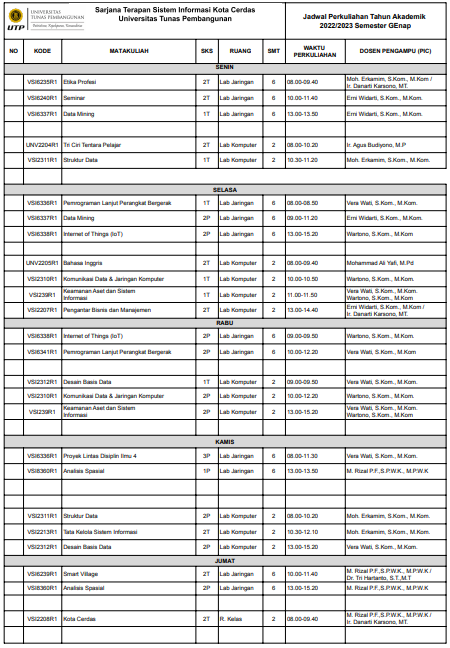 UNIVERSITAS
TUNAS PEMBANGUNAN
UTP
Sarjana Terapan Sistem Informasi Kota Cerdas
Universitas Tunas Pembangunan
Jadwal Perkuliahan Tahun Akademik
2022/2023 Semester GEnap
NO KODE MATAKULIAH SKS RUANG SMT WAKTU PERKULIAHAN DOSEN PENGAMPU (PIC)
SENIN
VSI6235R1 Etika Profesi 2T Lab Jaringan 6 08.00-09.40 Moh. Erkamim, S.Kom., M.Kom / Ir. Danarti Karsono, MT.
VSI6240R1 Seminar 2T Lab Jaringan 6 10.00-11.40 Erni Widarti, S.Kom., M.Kom.
VSI6337R1 Data Mining 1T Lab Jaringan 6 13.00-13.50 Erni Widarti, S.Kom., M.Kom.
UNV2204R1 Tri Ciri Tentara Pelajar 2T Lab Komputer 2 08.00-10.20 Ir. Agus Budiyono, M.P
VSI2311R1 Struktur Data 1T Lab Komputer 2 10.30-11.20 Moh. Erkamim, S.Kom., M.Kom.
SELASA
VSI6336R1 Pemrograman Lanjut Perangkat Bergerak 1T Lab Jaringan 6 08.00-08.50 Vera Wati, S.Kom., M.Kom
VSI6337R1 Data Mining 2P Lab Jaringan 6 09.00-11.20 Erni Widarti, S.Kom., M.Kom.
VSI6338R1 Internet of Things (IoT) 2P Lab Jaringan 6 13.00-15.20 Wartono, S.Kom., M.Kom
UNV2205R1 Bahasa Inggris 2T Lab Komputer 2 08.00-09.40 Mohammad Ali Yafi, M.Pd
VSI2310R1 Komunikasi Data & Jaringan Komputer 1T Lab Komputer 2 10.00-10.50 Wartono, S.Kom., M.Kom
VSI239R1 Keamanan Aset dan Sistem Informasi 1T Lab Komputer 2 11.00-11.50 Vera Wati, S.Kom., M.Kom. Wartono, S.Kom., M.Kom
VSI2207R1 Pengantar Bisnis dan Manajemen 2T Lab Komputer 2 13.00-14.40 Erni Widarti, S.Kom., M.Kom / Ir. Danarti Karsono, MT.
RABU
VSI6338R1 Internet of Things (IoT) 2P Lab Jaringan 6 09.00-09.50 Wartono, S.Kom., M.Kom
VSI6341R1 Pemrograman Lanjut Perangkat Bergerak 2P Lab Jaringan 6 10.00-12.20 Vera Wati, S.Kom., M.Kom.
VSI2312R1 Desain Basis Data 1T Lab Komputer 2 09.00-09.50 Vera Wati, S.Kom., M.Kom
VSI2310R1 Komunikasi Data & Jaringan Komputer 2P Lab Komputer 2 10.00-12.20 Wartono, S.Kom., M.Kom
VSI239R1 Keamanan Aset dan Sistem Informasi 2P Lab Komputer 2 13.00-15.20 Vera Wati, S.Kom., M.Kom. Wartono, S.Kom., M.Kom
KAMIS
VSI6336R1 Proyek Lintas Disiplin Ilmu 4 3P Lab Jaringan 6 08.00-11.30 Vera Wati, S.Kom., M.Kom.
VSI8360R1 Analisis Spasial 1P Lab Jaringan 6 13.00-13.50 M. Rizal P.F.,S.P.W.K., M.P.W.K
VSI2311R1 Struktur Data 2P Lab Komputer 2 08.00-10.20 Moh. Erkamim, S.Kom., M.Kom.
VSI2213R1 Tata Kelola Sistem Informasi 2T Lab Komputer 2 10.30-12.10 Moh. Erkamim, S.Kom., M.Kom.
VSI2312R1 Desain Basis Data 2P Lab Komputer 2 13.00-15.20 Vera Wati, S.Kom., M.Kom
JUMAT
VSI6239R1 Smart Village 2T Lab Jaringan 6 10.00-11.40 M. Rizal P.F.,S.P.W.K., M.P.W.K / Dr. Tri Hartanto, S.T.,M.T
VSI8360R1 Analisis Spasial 2P Lab Jaringan 6 13.00-15.20 M. Rizal P.F.,S.P.W.K., M.P.W.K
VSI2208R1 Kota Cerdas 2T R. Kelas 2 08.00-09.40 M. Rizal P.F.,S.P.W.K., M.P.W.K / Ir. Danarti Karsono, MT.